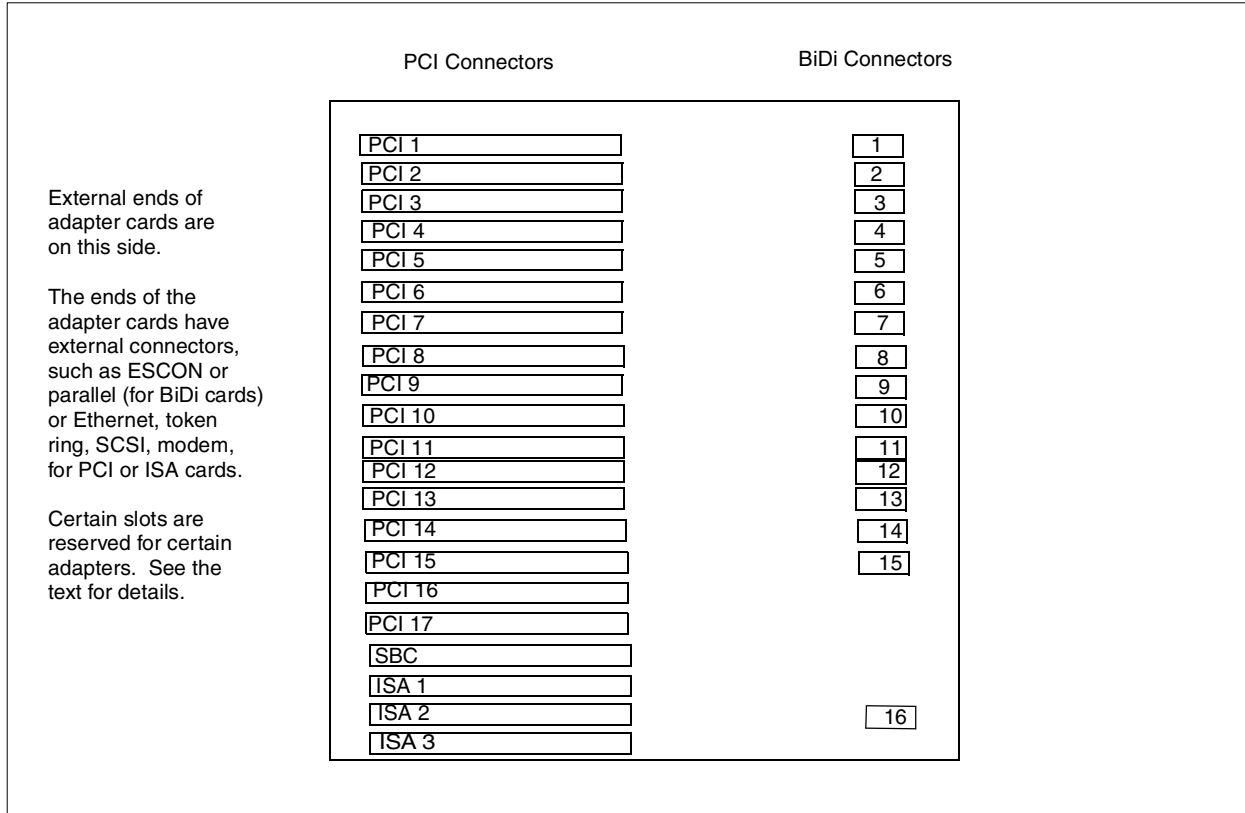 PCI Connectors
BiDi Connectors
External ends of
adapter cards are
on this side.
The ends of the
adapter cards have
external connectors,
such as ESCON or
parallel (for BiDi cards)
or Ethernet, token
ring, SCSI, modem,
for PCI or ISA cards.
Certain slots are
reserved for certain
adapters.  See the
text for details.
PCI 1
PCI 2
PCI 3
PCI 4
PCI 5
PCI 6
PCI 7
PCI 8
PCI 9
PCI 10
PCI 11
PCI 12
PCI 13
PCI 14
PCI 15
PCI 16
PCI 17
SBC
ISA 1
ISA 2
ISA 3
1
2
3
4
5
6
7
8
9
10
11
12
13
14
15
16